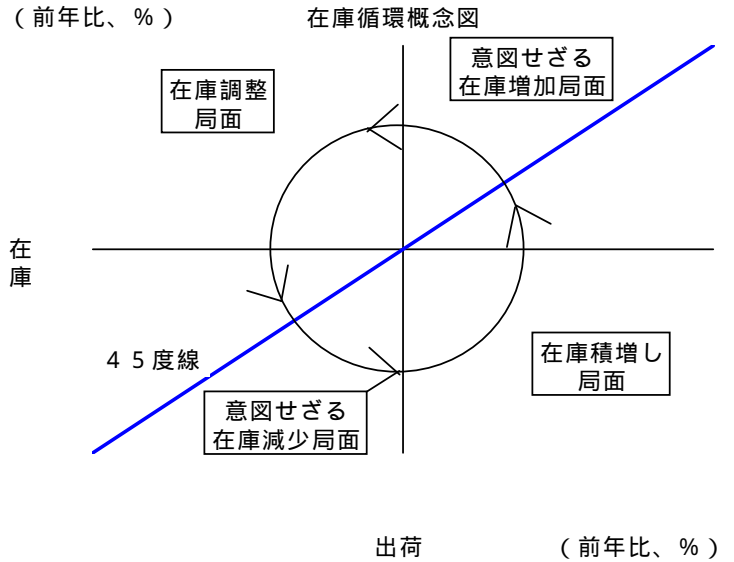 (前年比、%)
在庫循環概念図
意図せざる
在庫増加局面
在庫調整
局面
在
庫
45度線
在庫積増し
局面
意図せざる
在庫減少局面
出荷
(前年比、%)